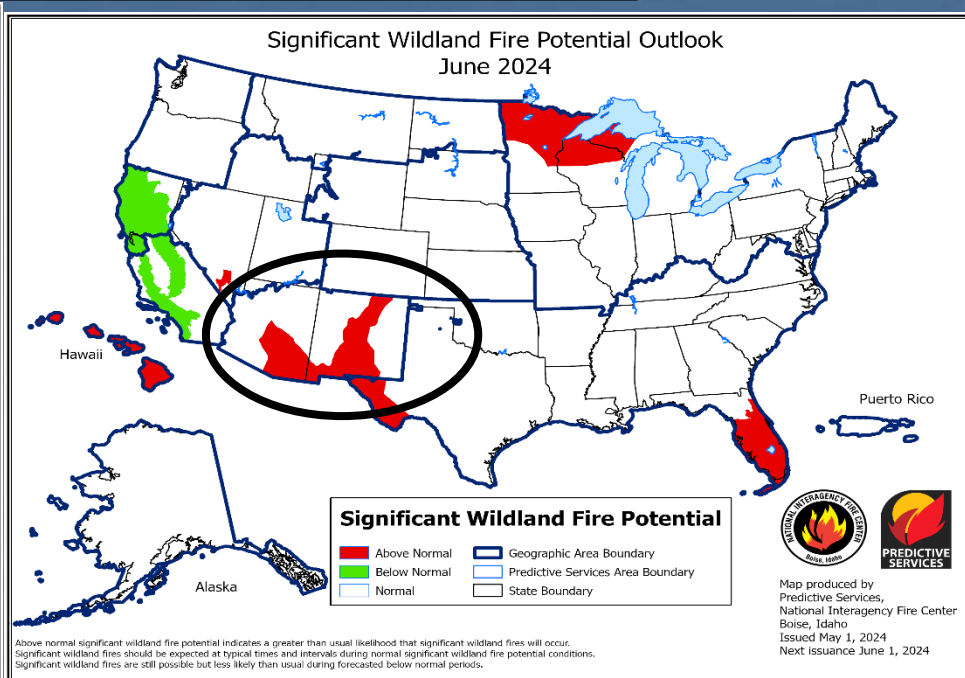 Significant Wildland Fire Potential Outlook
June 2024
Hawaii
Puerto Rico
Alaska
Significant Wildland Fire Potential
Above Normal
Below Normal
Normal
Geographic Area Boundary
Predictive Services Area Boundary
State Boundary
NATIONAL INTERAGENCY FIRE CENTER
Boise, Idaho
PREDICTIVE
SERVICES
Map produced by
Predictive Services,
National Interagency Fire Center
Boise, Idaho
Issued May 1, 2024
Next issuance June 1, 2024
Above normal significant wildland fire potential indicates a greater than usual likelihood that significant wildland fires will occur.
Significant wildland fires should be expected at typical times and intervals during normal significant wildland fire potential conditions.
Significant wildland fires are still possible but less likely than usual during forecasted below normal periods.